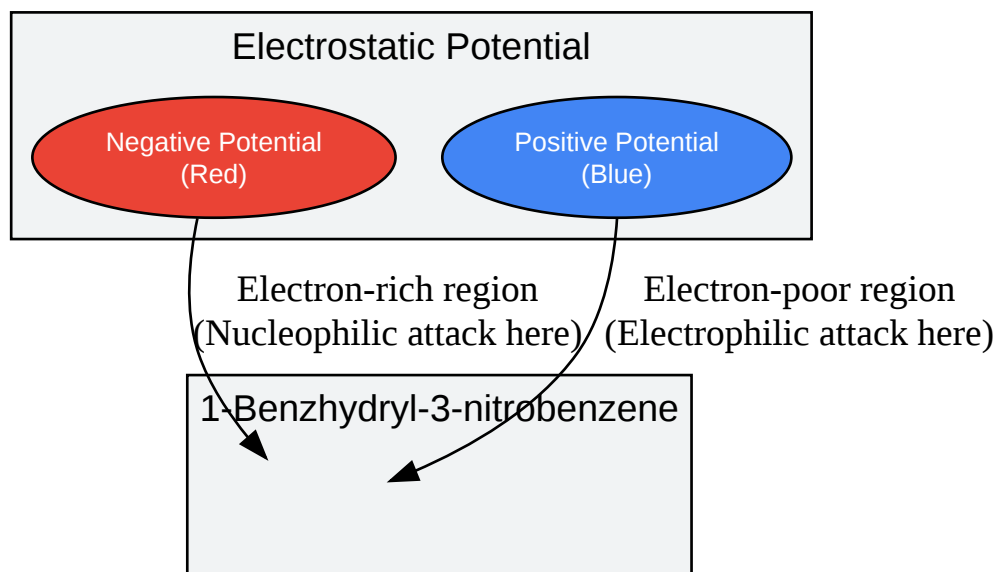 Electrostatic Potential
Negative Potential
(Red)
Positive Potential
(Blue)
Electron-rich region
(Nucleophilic attack here)
Electron-poor region
(Electrophilic attack here)
1-Benzhydryl-3-nitrobenzene